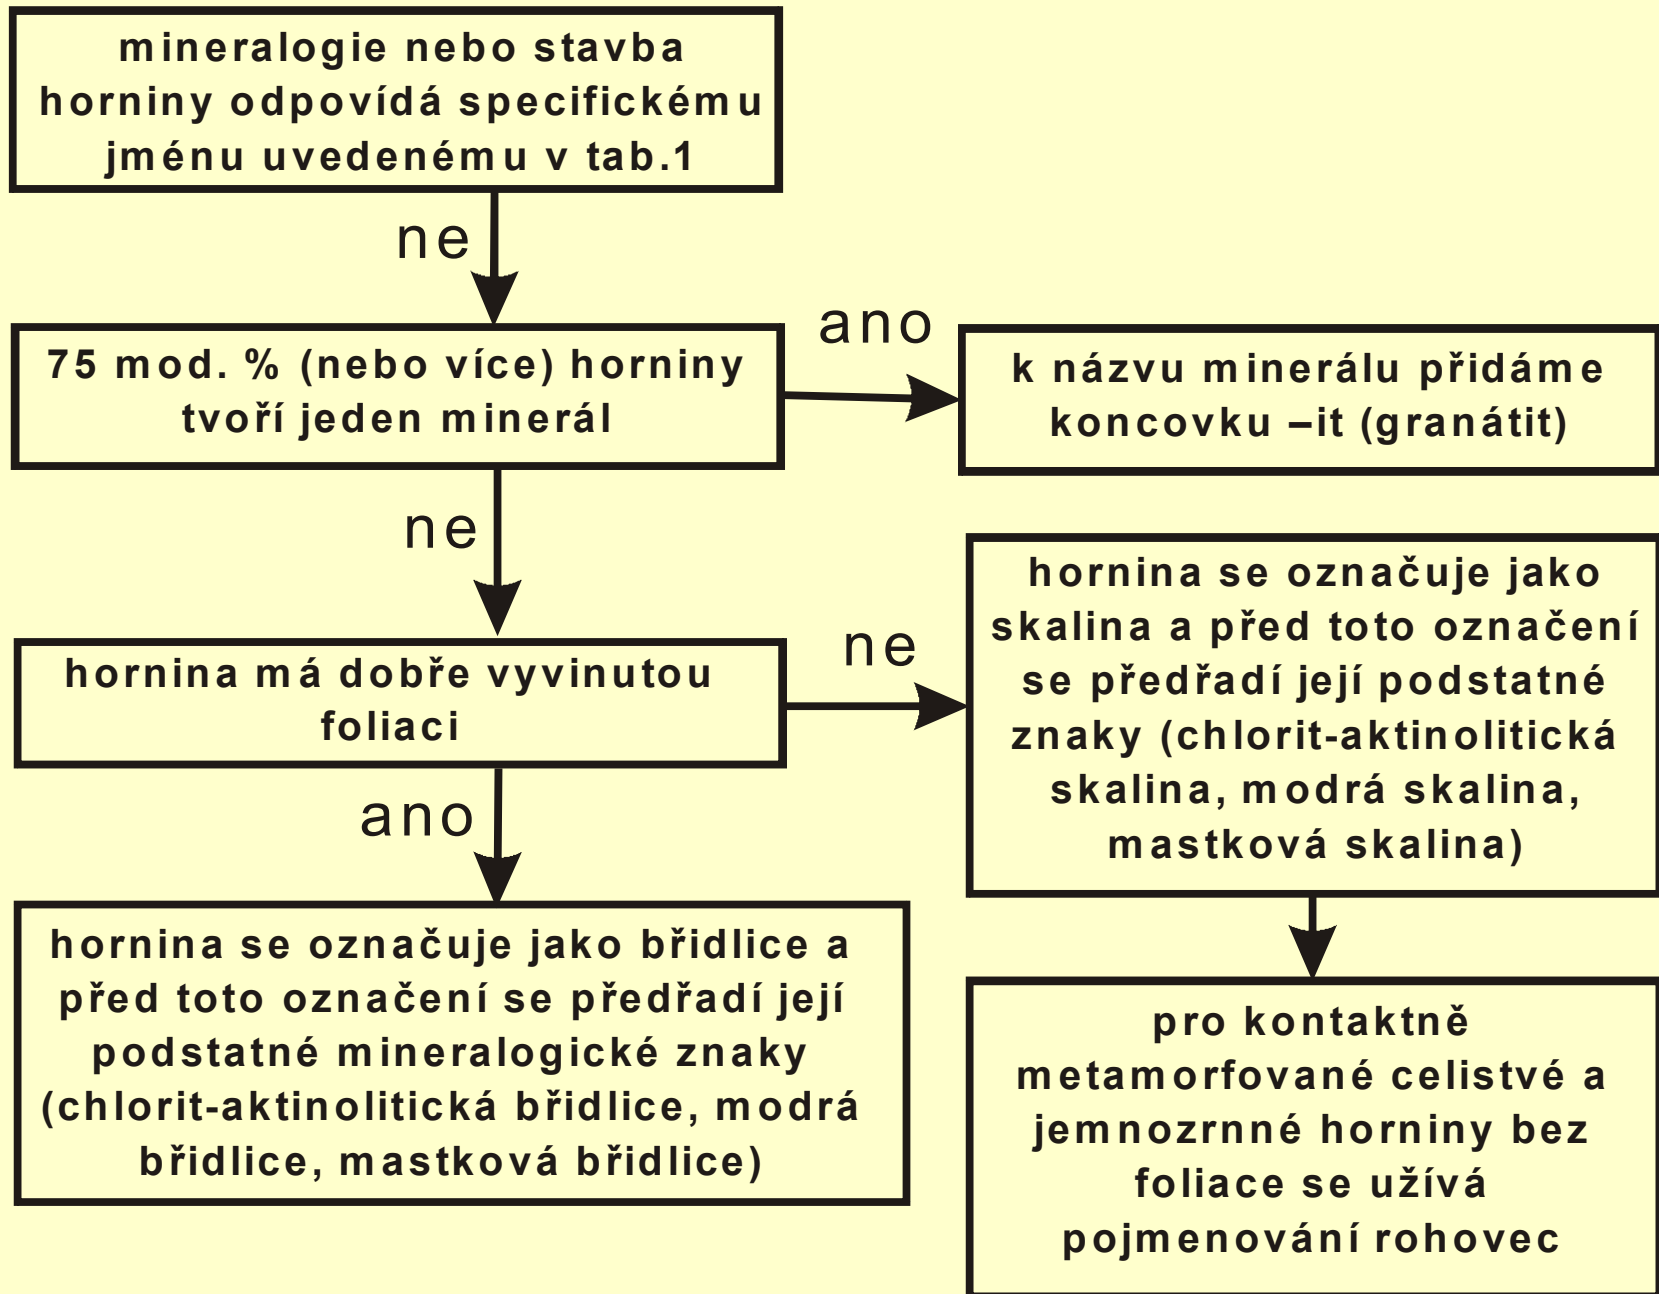 mineralogie nebo stavba
horniny odpovídá specifickému
jménu uvedenému v tab.1
ne
75 mod. % (nebo více) horniny
tvoří jeden minerál
ano
k názvu minerálu přidáme
koncovku –it (granátit)
ne
hornina má dobře vyvinutou
foliaci
ne
hornina se označuje jako
skalina a před toto označení
se předřadí její podstatné
znaky (chlorit-aktinolitická
skalina, modrá skalina,
mastková skalina)
ano
hornina se označuje jako břidlice a
před toto označení se předřadí její
podstatné mineralogické znaky
(chlorit-aktinolitická břidlice, modrá
břidlice, mastková břidlice)
pro kontaktně
metamorfované celistvé a
jemnozrnné horniny bez
foliace se užívá
pojmenování rohovec